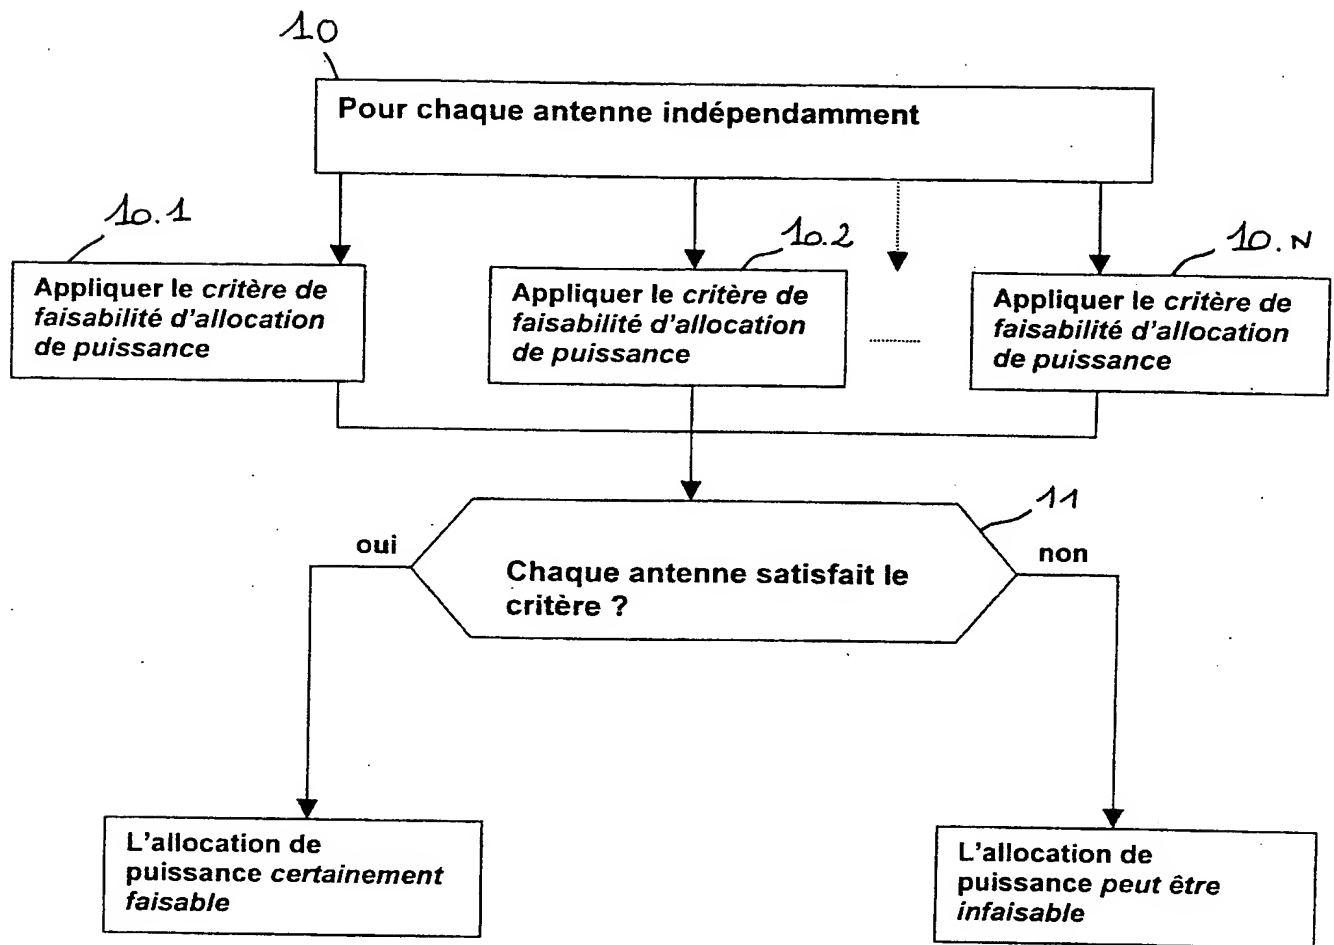 10
Pour chaque antenne indépendamment
10.1
10.2
10.N
Appliquer le critère de
faisabilité d'allocation
de puissance
Appliquer le critère de
faisabilité d'allocation
de puissance
Appliquer le critère de
faisabilité d'allocation
de puissance
11
oui
non
Chaque antenne satisfait le
critère ?
L'allocation de
puissance certainement
faisable
L'allocation de
puissance peut être
infaisable